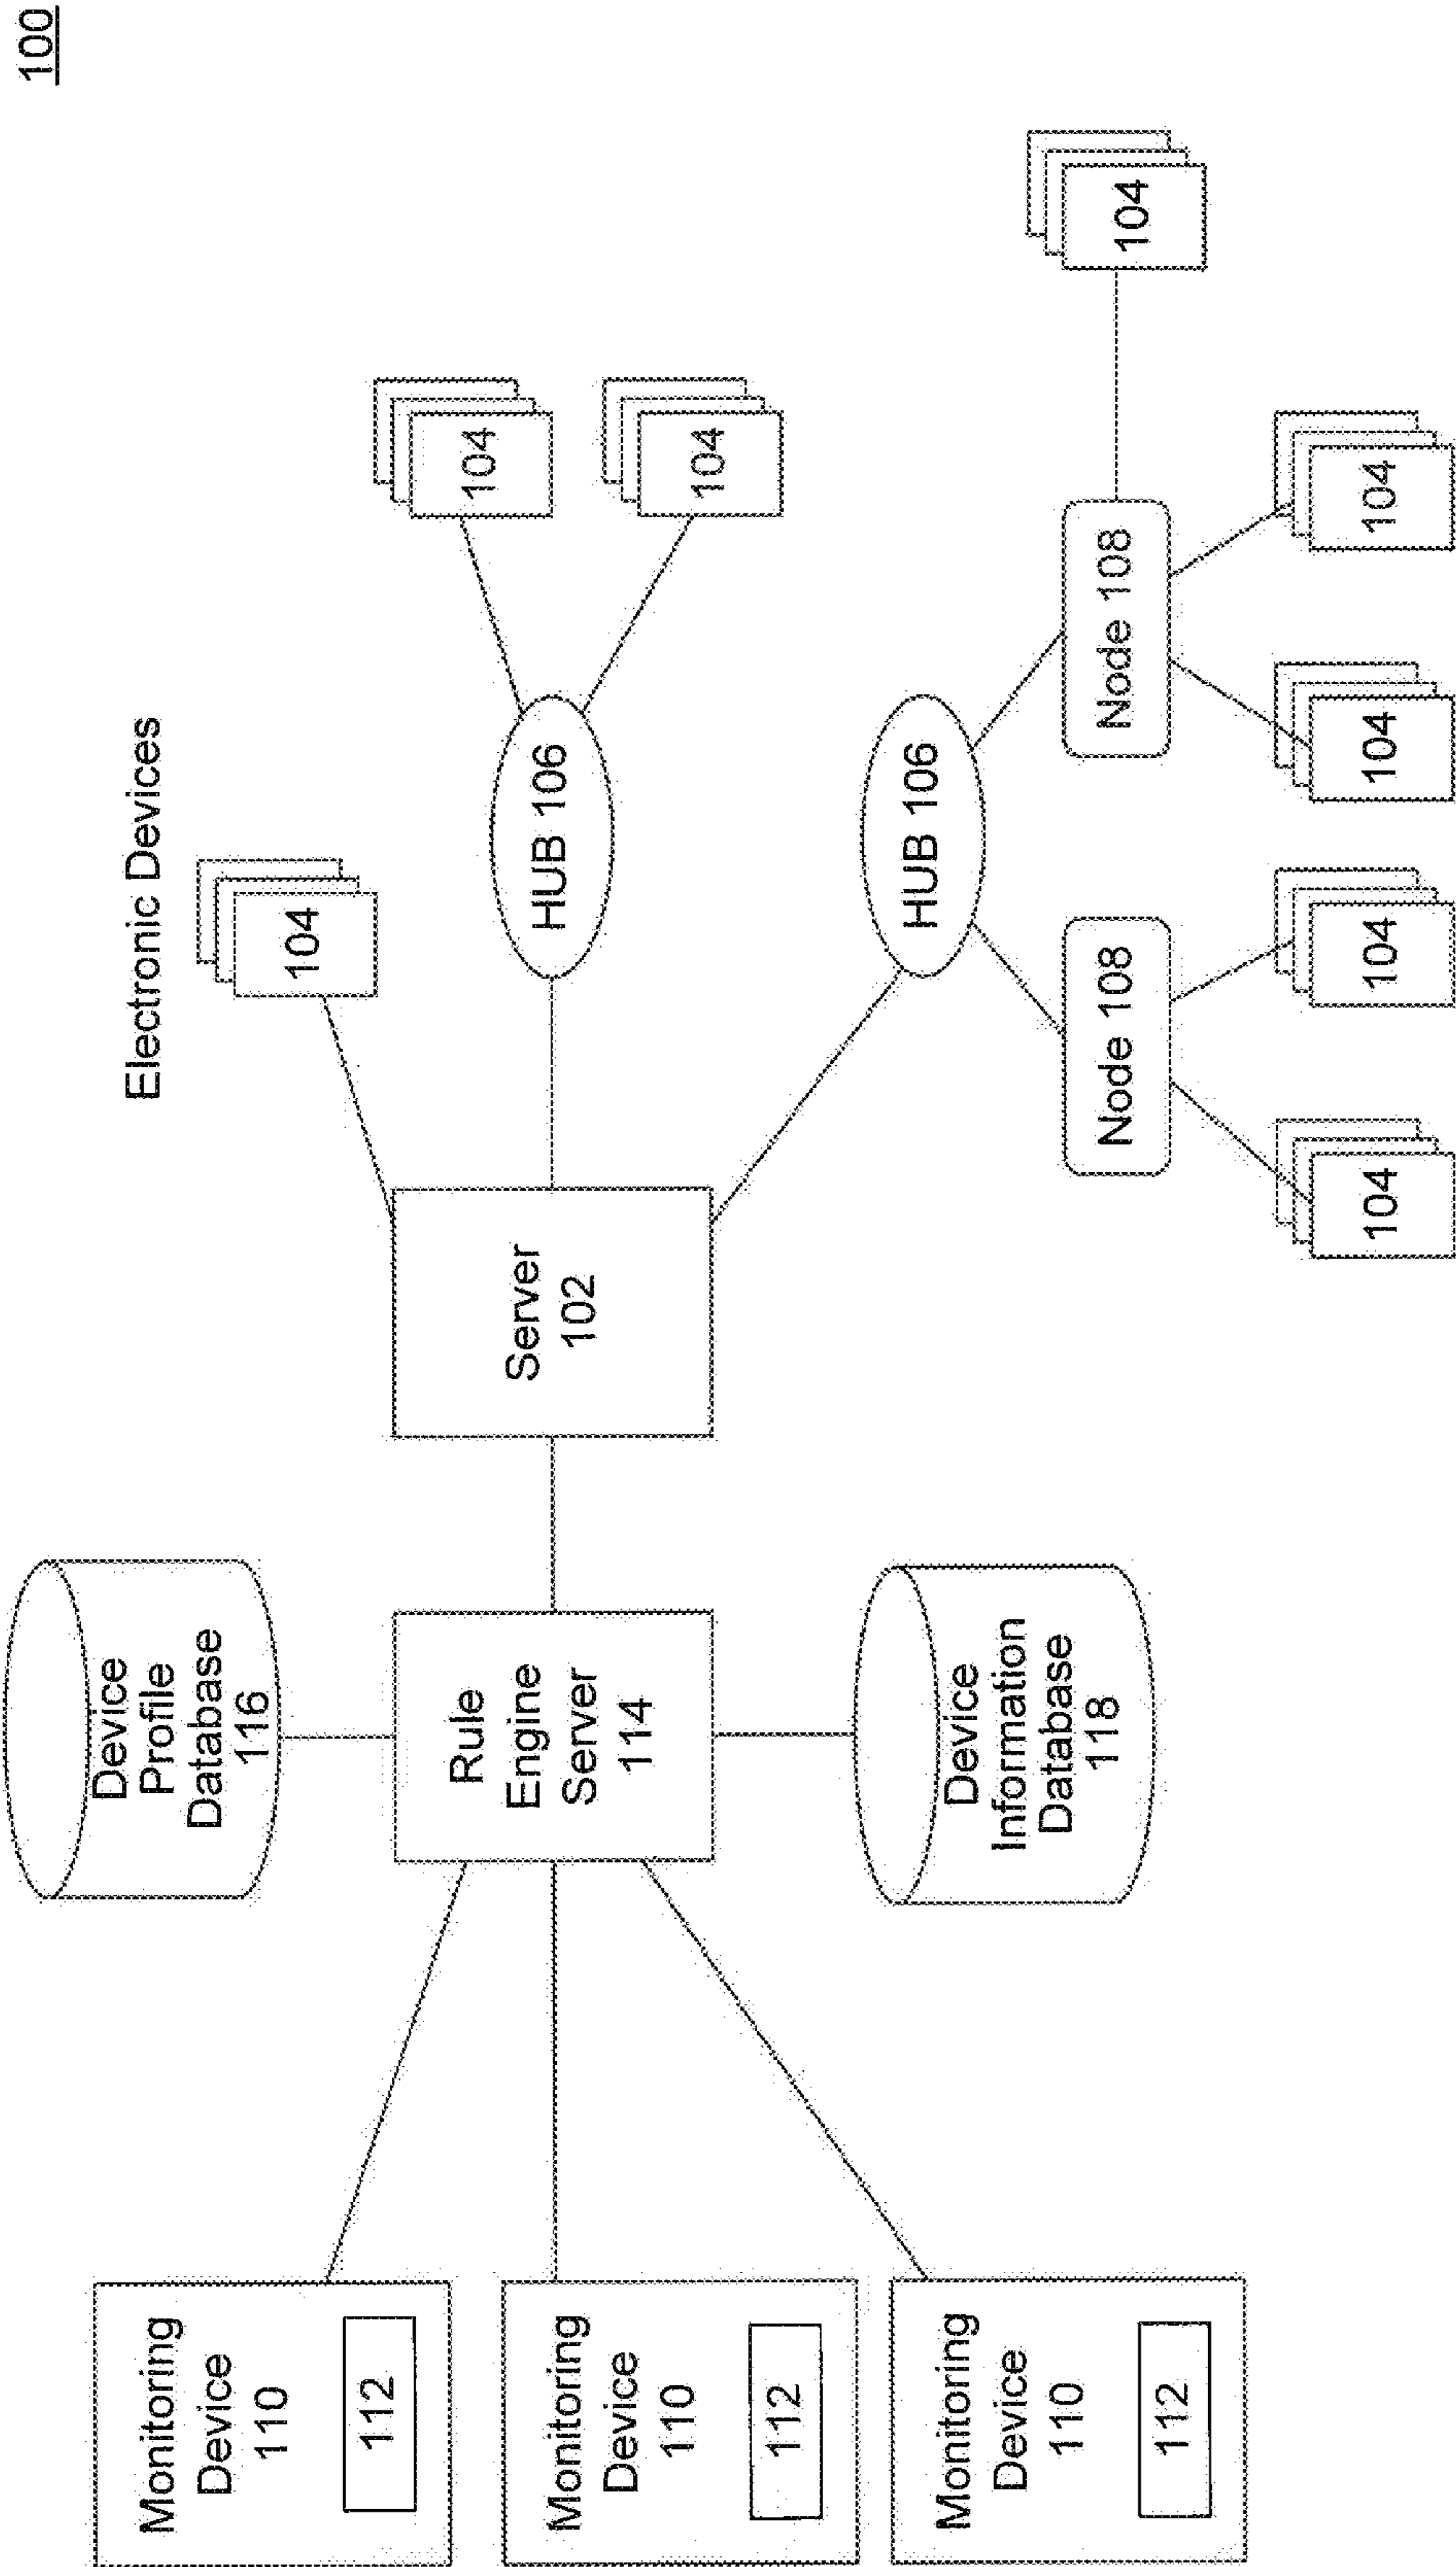 100
Electronic Devices
104
Device
Profile
Database
116
Monitoring
Device
110
112
Rule
Engine
Server
114
Server
102
HUB 106
104
104
Monitoring
Device
110
112
Device
Information
Database
118
HUB 106
Monitoring
Device
110
112
Node 108
Node 108
104
104
104
104
104